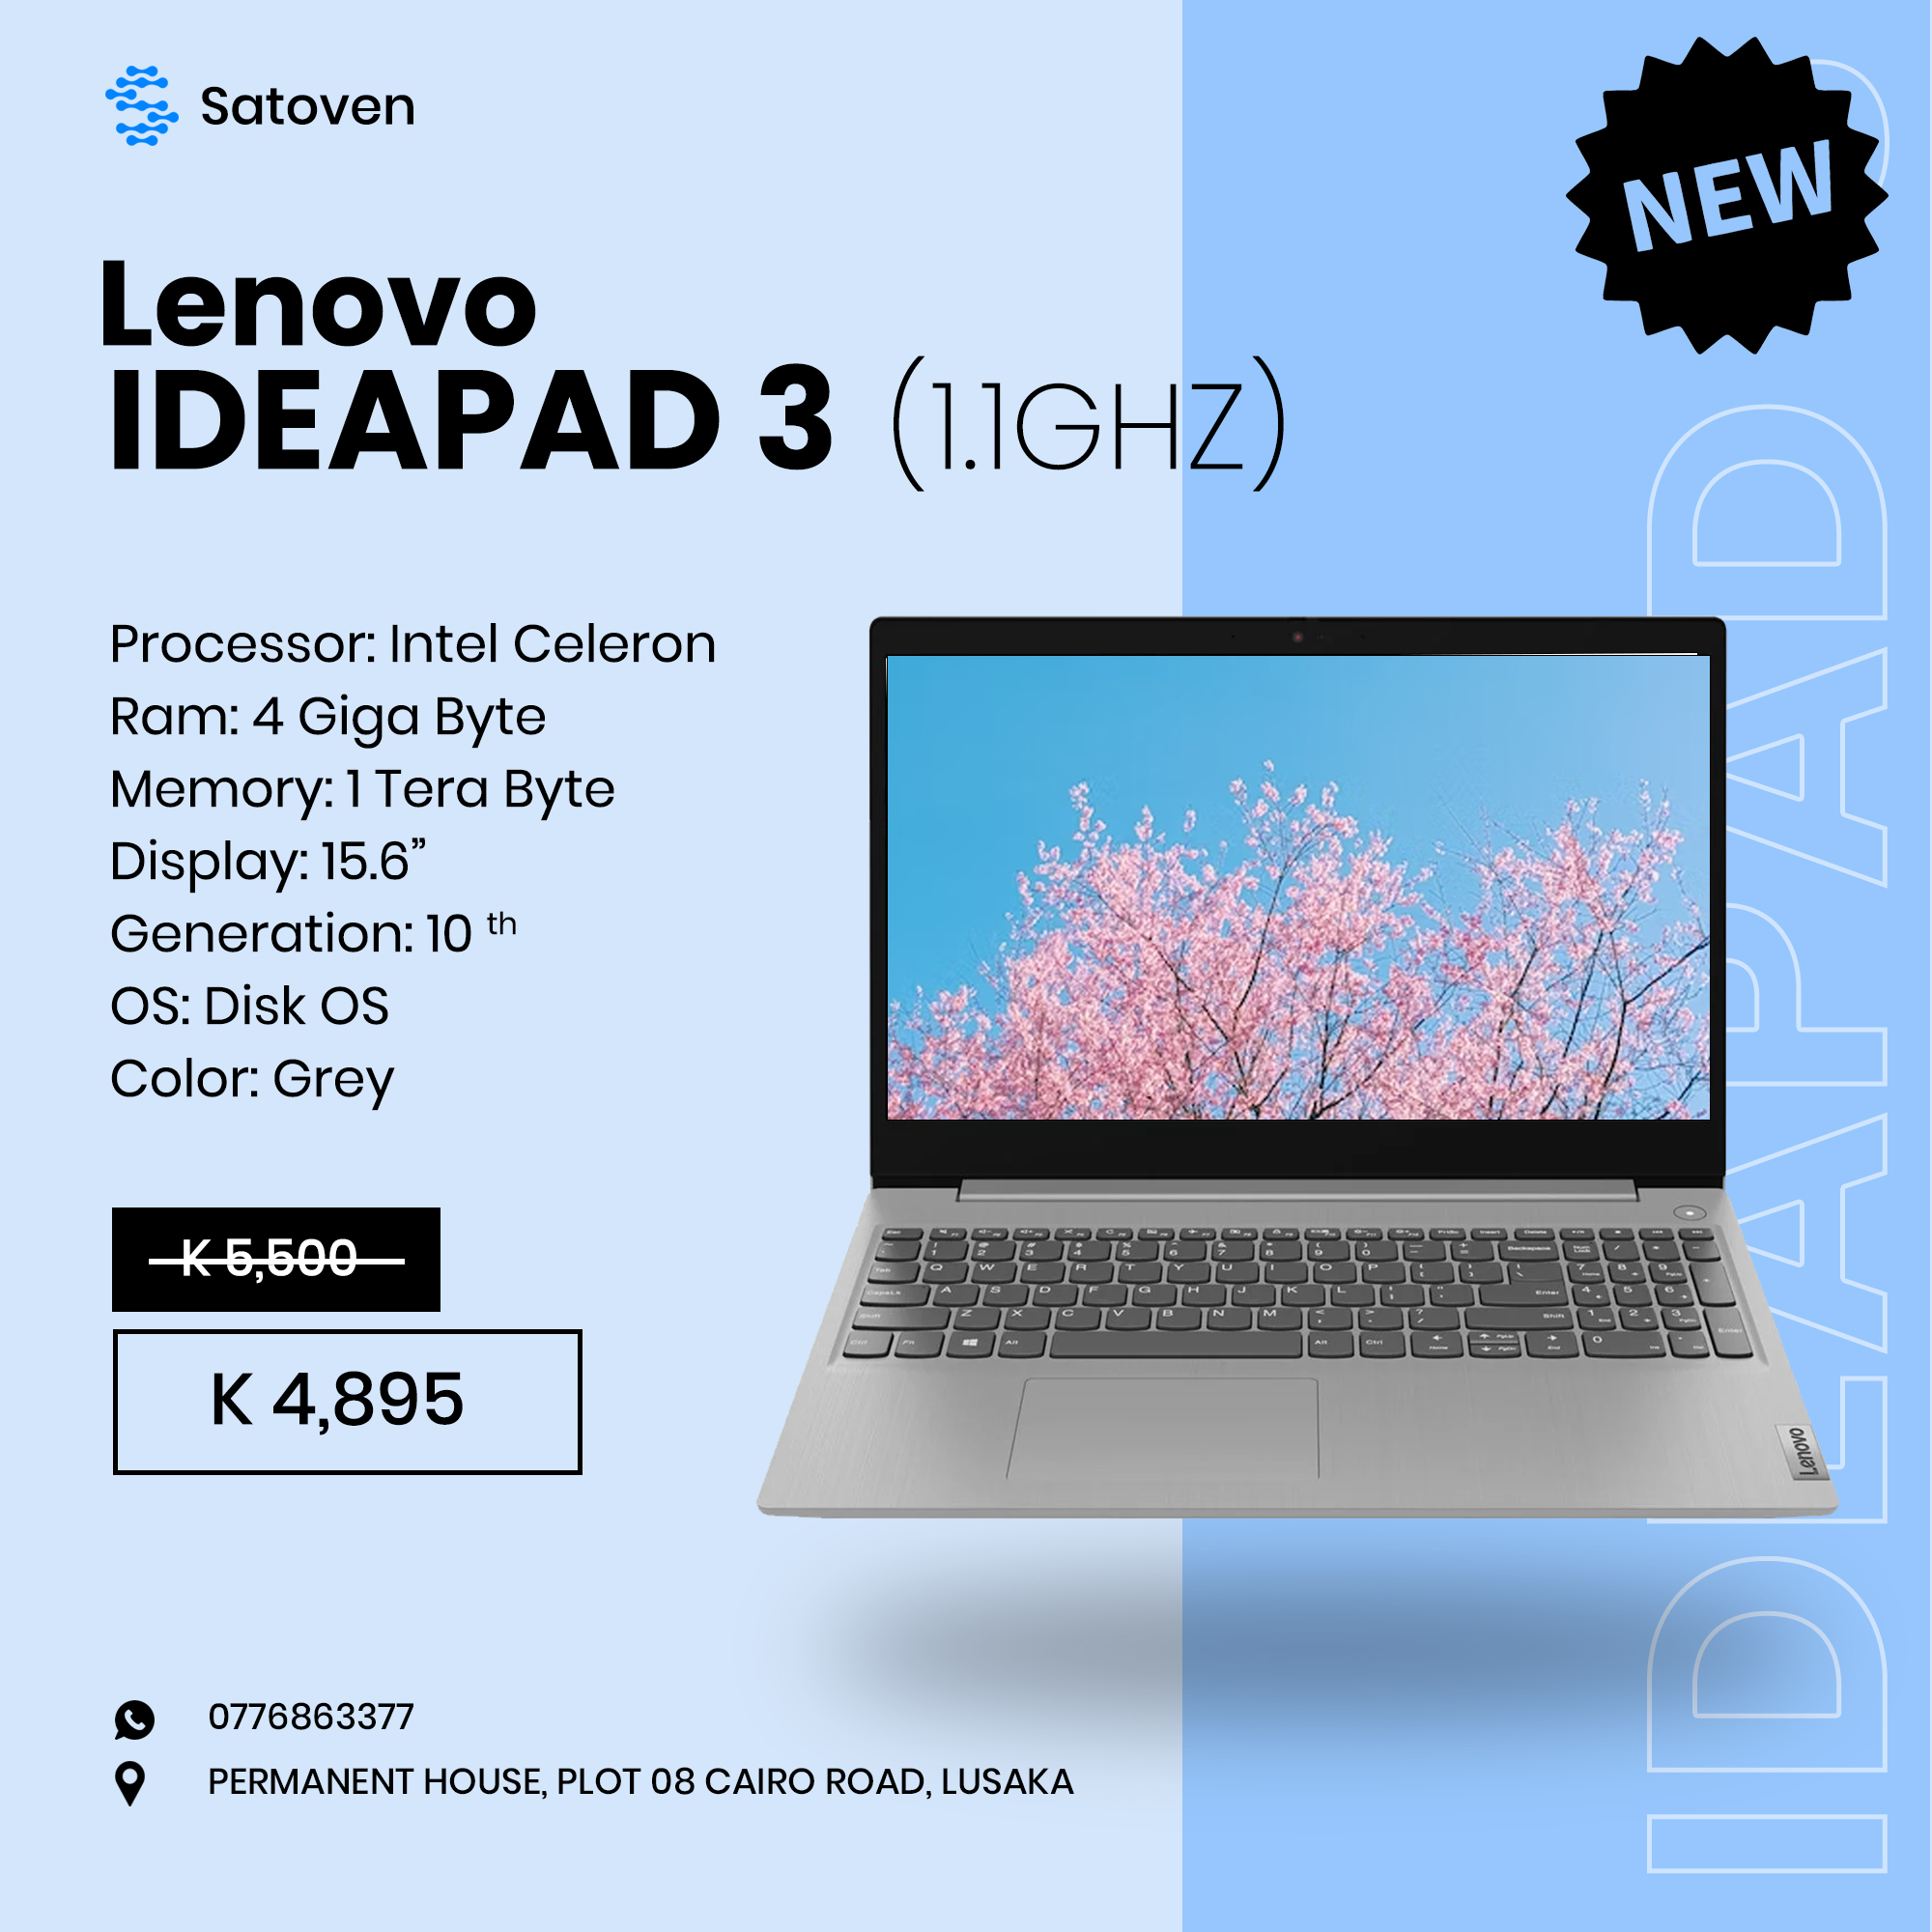 Satoven
NEW
Lenovo
IDEAPAD 3 (1.1GHZ)
Processor: Intel Celeron
Ram: 4 Giga Byte
Memory: 1 Tera Byte
Display: 15.6”
Generation: 10 th
OS: Disk OS
Color: Grey
K 5,500
K 4,895
Lenovo
0776863377
PERMANENT HOUSE, PLOT 08 CAIRO ROAD, LUSAKA
IDEAPAD